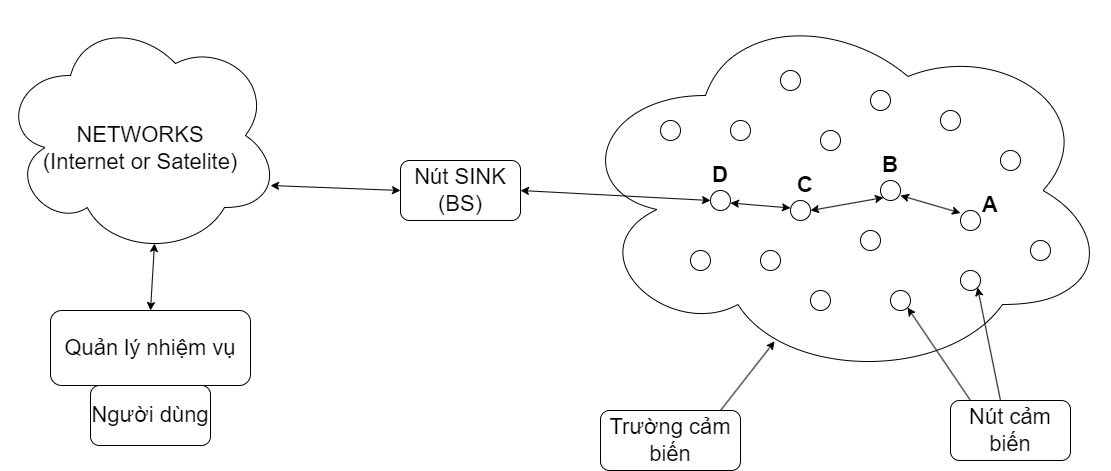 NETWORKS
(Internet or Satelite)
Nút SINK
(BS)
D
C
B
A
Quản lý nhiệm vụ
Người dùng
Trường cảm
biến
Nút cảm
biến